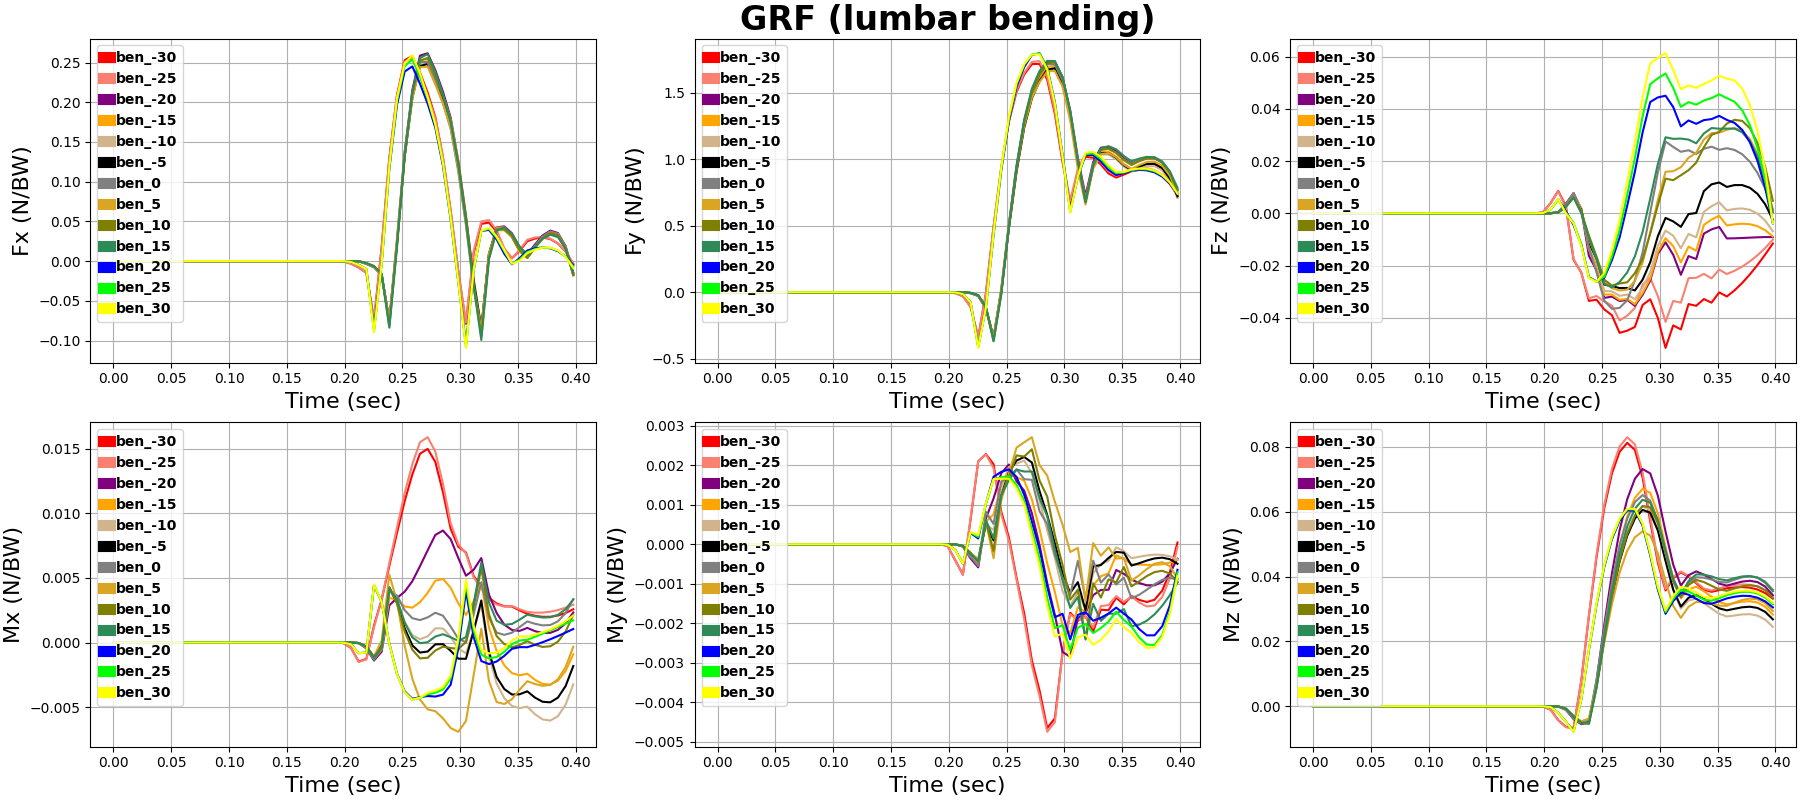 GRF (lumbar bending)
Fx (N/BW)
0.25
0.20
0.15
0.10
0.05
0.00
−0.05
−0.10
ben_-30
ben_-25
ben_-20
ben_-15
ben_-10
ben_-5
ben_0
ben_5
ben_10
ben_15
ben_20
ben_25
ben_30
0.00 0.05 0.10 0.15 0.20 0.25 0.30 0.35 0.40
Time (sec)
Fy (N/BW)
1.5
1.0
0.5
0.0
−0.5
ben_-30
ben_-25
ben_-20
ben_-15
ben_-10
ben_-5
ben_0
ben_5
ben_10
ben_15
ben_20
ben_25
ben_30
0.00 0.05 0.10 0.15 0.20 0.25 0.30 0.35 0.40
Time (sec)
Fz (N/BW)
0.06
0.04
0.02
0.00
−0.02
−0.04
ben_-30
ben_-25
ben_-20
ben_-15
ben_-10
ben_-5
ben_0
ben_5
ben_10
ben_15
ben_20
ben_25
ben_30
0.00 0.05 0.10 0.15 0.20 0.25 0.30 0.35 0.40
Time (sec)
Mx (N/BW)
0.015
0.010
0.005
0.000
−0.005
ben_-30
ben_-25
ben_-20
ben_-15
ben_-10
ben_-5
ben_0
ben_5
ben_10
ben_15
ben_20
ben_25
ben_30
0.00 0.05 0.10 0.15 0.20 0.25 0.30 0.35 0.40
Time (sec)
My (N/BW)
0.003
0.002
0.001
0.000
−0.001
−0.002
−0.003
−0.004
−0.005
ben_-30
ben_-25
ben_-20
ben_-15
ben_-10
ben_-5
ben_0
ben_5
ben_10
ben_15
ben_20
ben_25
ben_30
0.00 0.05 0.10 0.15 0.20 0.25 0.30 0.35 0.40
Time (sec)
Mz (N/BW)
0.08
0.06
0.04
0.02
0.00
ben_-30
ben_-25
ben_-20
ben_-15
ben_-10
ben_-5
ben_0
ben_5
ben_10
ben_15
ben_20
ben_25
ben_30
0.00 0.05 0.10 0.15 0.20 0.25 0.30 0.35 0.40
Time (sec)